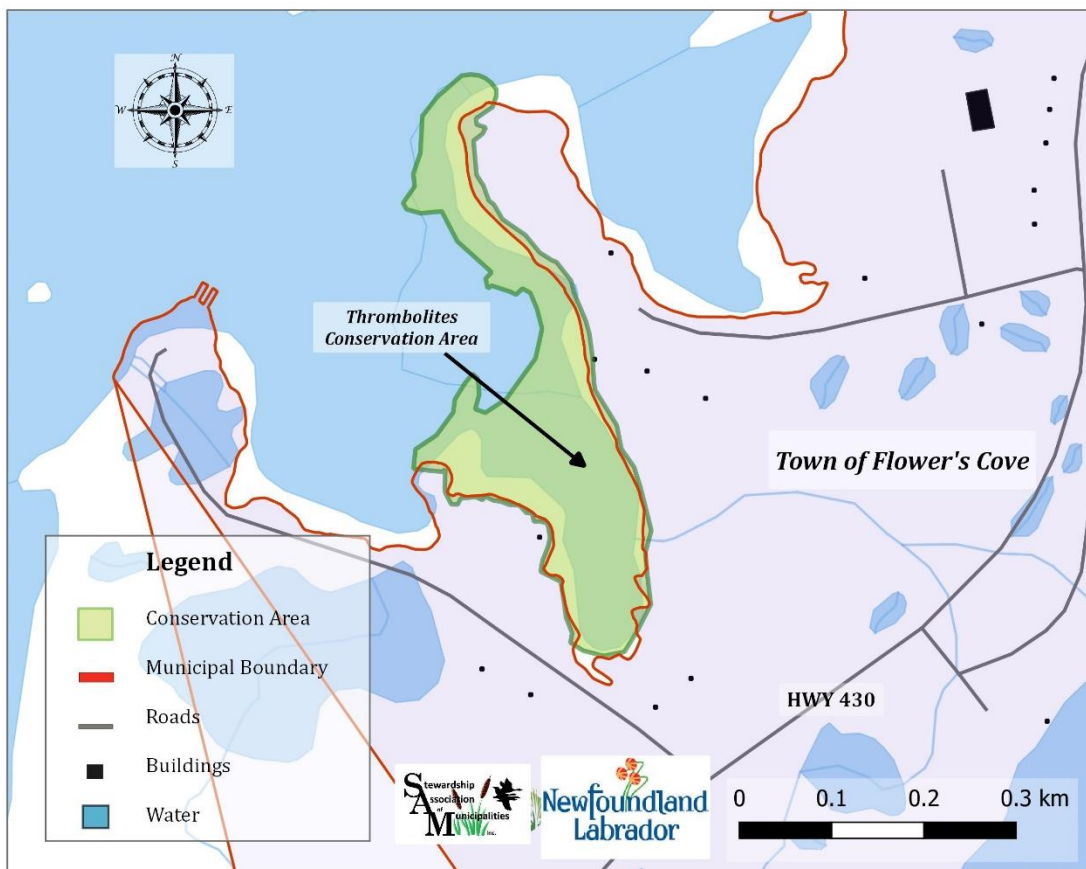 N
W E
S
Thrombolites
Conservation Area
Town of Flower's Cove
Legend
Conservation Area
Municipal Boundary
Roads
Buildings
Water
HWY 430
Stewardship
Association
of
Municipalities
Inc.
Newfoundland
Labrador
0 0.1 0.2 0.3 km